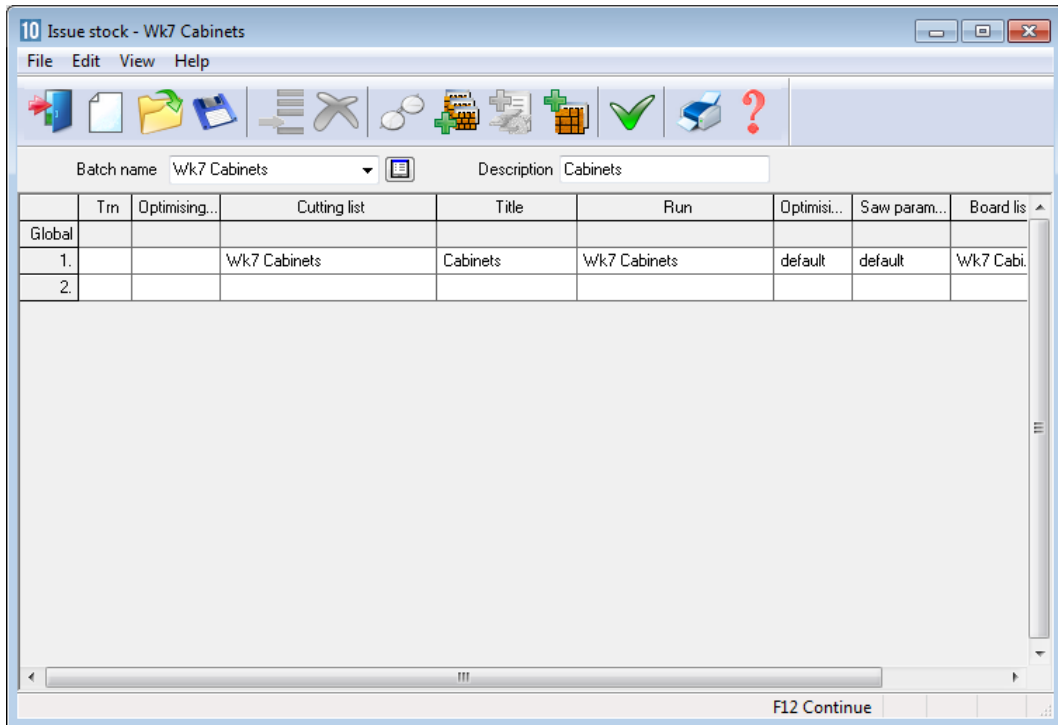 10 Issue stock - Wk7 Cabinets
File Edit View Help
Batch name Wk7 Cabinets Description Cabinets
Trn Optimising... Cutting list Title Run Optimisi... Saw param... Board lis
Global
1. Wk7 Cabinets Cabinets Wk7 Cabinets default default Wk7 Cabi.
2.
F12 Continue